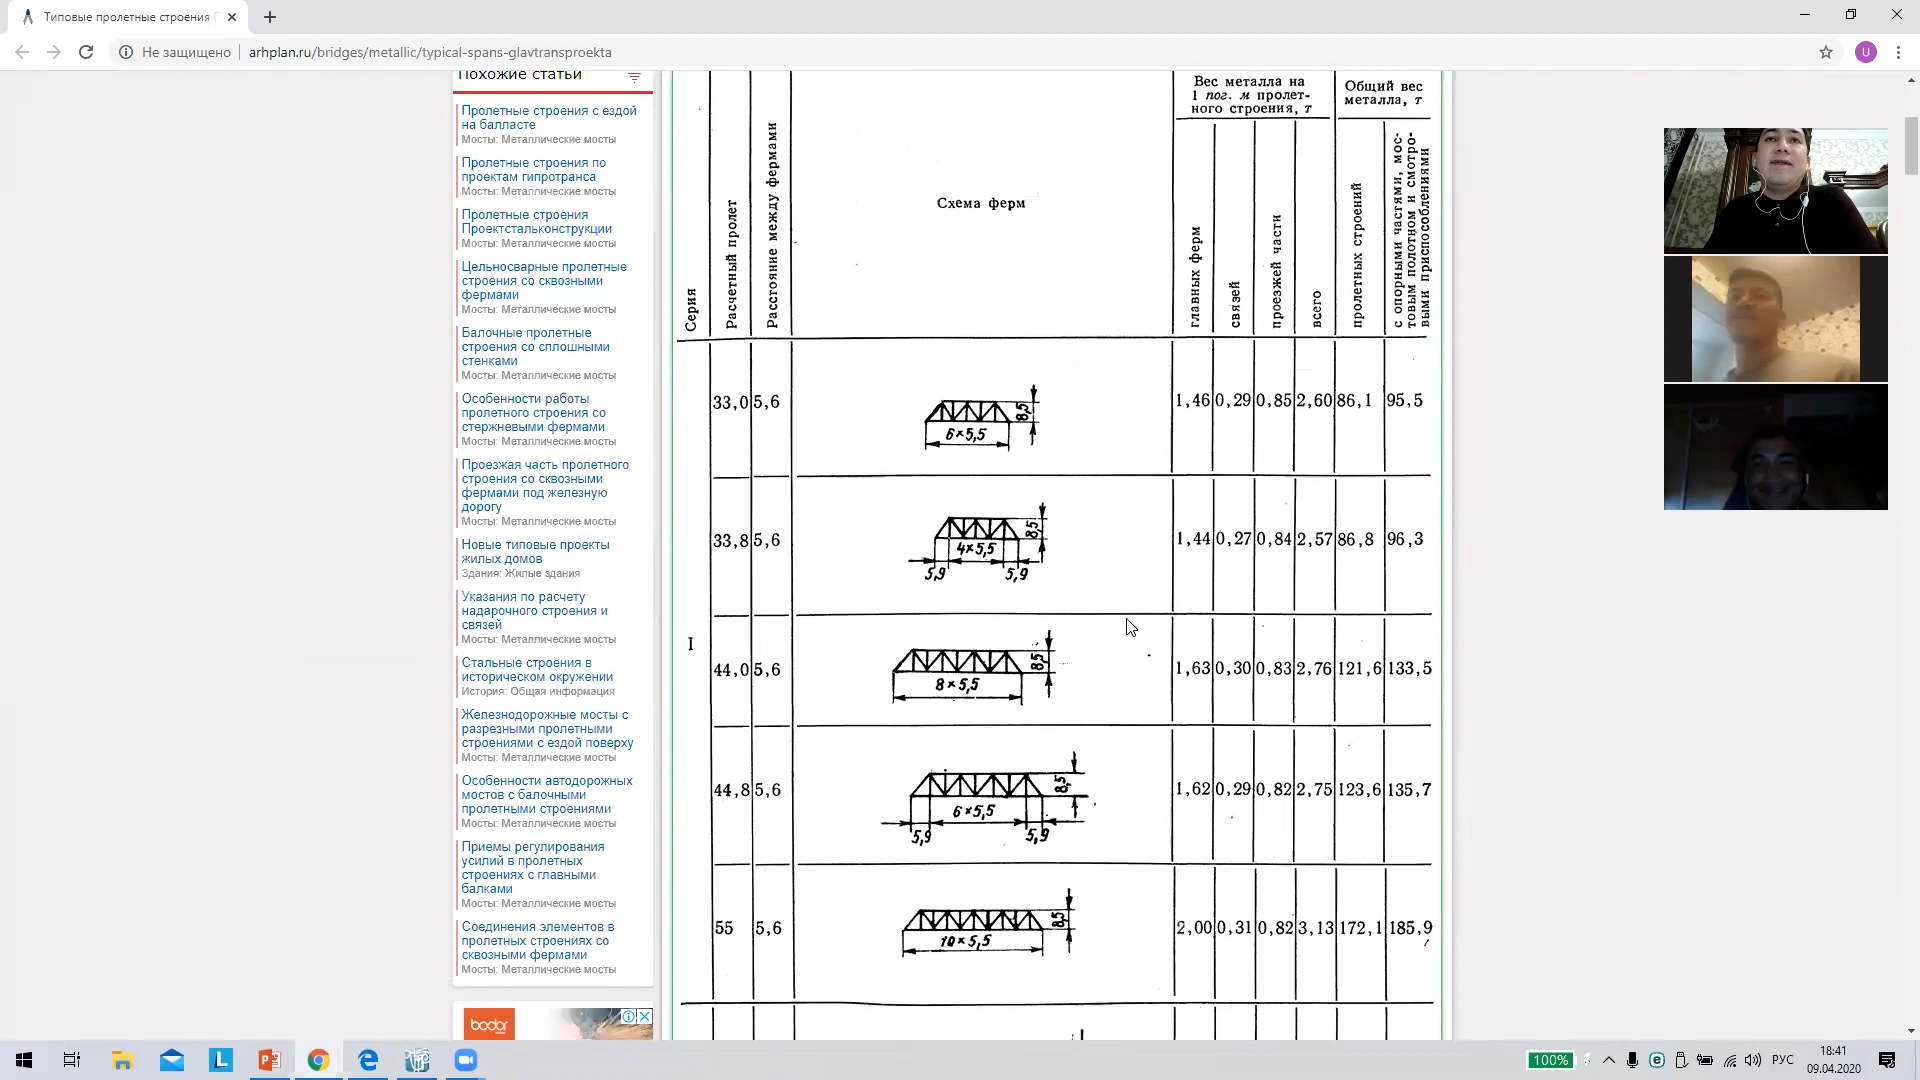 Типовые пролетные строения
Не защищено
arhplan.ru/bridges/metallic/typical-spans-glavtransproekta
U
Похожие статьи
Пролетные строения с ездой
на балласте
Мосты: Металлические мосты
Пролетные строения по
проектам гипротранса
Мосты: Металлические мосты
Пролетные строения
Проектстальконструкции
Мосты: Металлические мосты
Цельносварные пролетные
строения со сквозными
фермами
Мосты: Металлические мосты
Балочные пролетные
строения со сплошными
стенками
Мосты: Металлические мосты
Особенности работы
пролетного строения со
стержневыми фермами
Мосты: Металлические мосты
Проезжая часть пролетного
строения со сквозными
фермами под железную
дорогу
Мосты: Металлические мосты
Новые типовые проекты
жилых домов
Здания: Жилые здания
Указания по расчету
надарочного строения и
связей
Мосты: Металлические мосты
Стальные строения в
историческом окружении
История: Общая информация
Железнодорожные мосты с
разрезными пролетными
строениями с ездой поверху
Мосты: Металлические мосты
Особенности автодорожных
мостов с балочными
пролетными строениями
Мосты: Металлические мосты
Приемы регулирования
усилий в пролетных
строениях с главными
балками
Мосты: Металлические мосты
Соединения элементов в
пролетных строениях со
сквозными фермами
Мосты: Металлические мосты
bodor
Серия
Расчетный пролет
Расстояние между фермами
Схема ферм
Вес металла на
1 пог. м пролет-
ного строения, т
главных ферм
связей
проезжей части
всего
Общий вес
металла, т
пролетных строений
с опорными частями, мос-
товым полотном и смотро-
выми приспособлениями
I
33,0 5,6 1,46 0,29 0,85 2,60 86,1 95,5
8,5
6×5,5
33,8 5,6 1,44 0,27 0,84 2,57 86,8 96,3
8,5
4×5,5
5,9 5,9
44,0 5,6 1,63 0,30 0,83 2,76 121,6 133,5
8,5
8×5,5
44,8 5,6 1,62 0,29 0,82 2,75 123,6 135,7
8,5
6×5,5
5,9 5,9
55 5,6 2,00 0,31 0,82 3,13 172,1 185,9
8,5
10×5,5
100%
РУС
18:41
09.04.2020